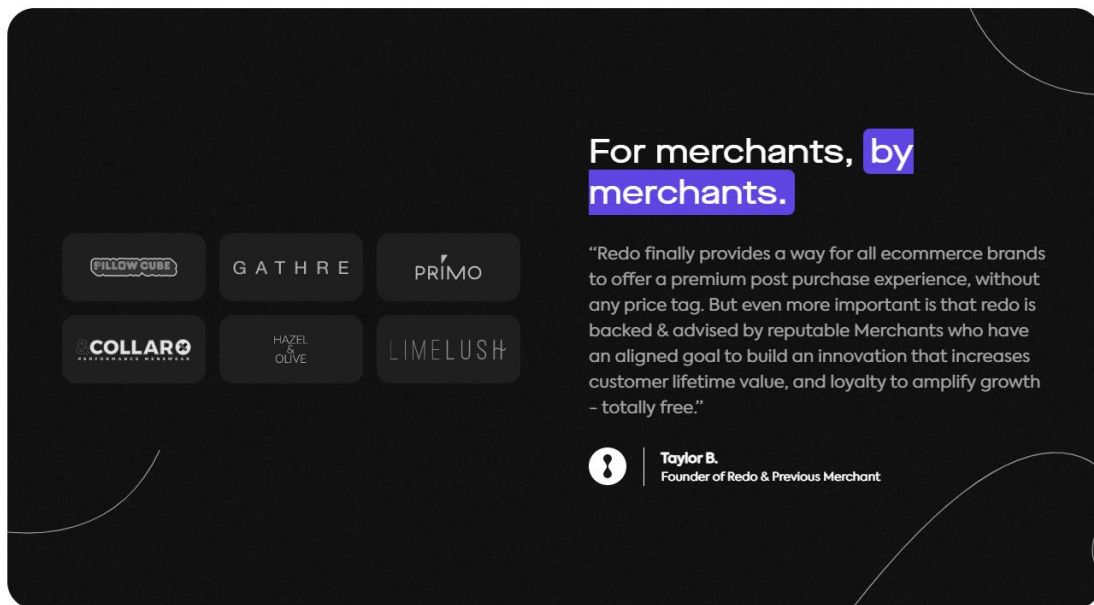 For merchants, by
merchants.
PILLOW CUBE
GATHRE
PRIMO
&COLLAR
PERFORMANCE MENSWEAR
HAZEL
&
OLIVE
LIMELUSH
“Redo finally provides a way for all ecommerce brands
to offer a premium post purchase experience, without
any price tag. But even more important is that redo is
backed & advised by reputable Merchants who have
an aligned goal to build an innovation that increases
customer lifetime value, and loyalty to amplify growth
- totally free.”
Taylor B.
Founder of Redo & Previous Merchant